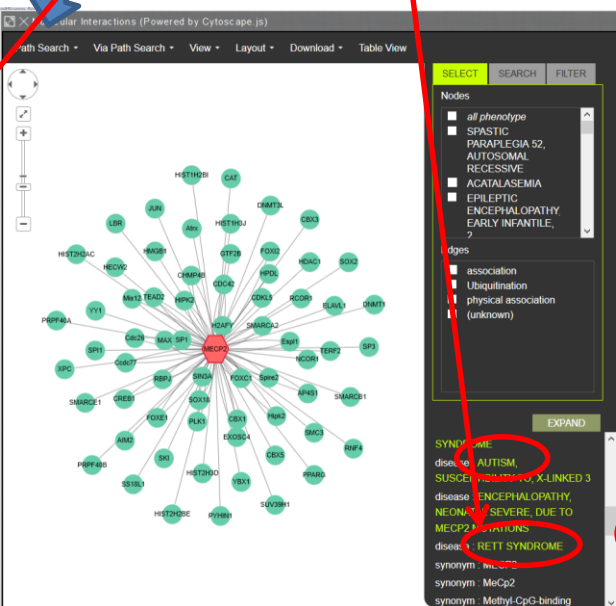 Molecular Interactions (Powered by Cytoscape.js)
Path Search Via Path Search View Layout Download Table View
SELECT SEARCH FILTER
Nodes
all phenotype
SPASTIC
PARAPLEGIA 52,
AUTOSOMAL
RECESSIVE
ACATALASEMIA
EPILEPTIC
ENCEPHALOPATHY,
EARLY INFANTILE,
2
Edges
association
Ubiquitination
physical association
(unknown)
EXPAND
SYNDROME
disease : AUTISM,
SUSCEPTIBILITY TO, X-LINKED 3
disease : ENCEPHALOPATHY,
NEONATAL SEVERE, DUE TO
MECP2 MUTATIONS
disease : RETT SYNDROME
synonym : MECP2
synonym : MeCp2
synonym : Methyl-CpG-binding
HIST1H2BI CAT
JUN DNMT3L
LBR Atrx HIST1H3J CBX3
HIST2H2AC HMGB1 GTF2B FOXI2 HDAC1 SOX2
HECW2 CHMP4B HPDL
CDC42
Mis12 TEAD2 HIPK2 CDKL5 RCOR1 ELAVL1 DNMT1
YY1
PRPF40A H2AFY SMARCA2
Cdc26 MAX SP1 Espl1
SPI1 MECP2 TERF2 SP3
XPC Ccdc77 NCOR1
RBPJ SIN3A FOXC1 Spire2
SMARCE1 CREB1 SOX18 AP4S1 SMARCB1
FOXE1 PLK1 CBX1 Hipk2
AIM2 EXOSC4 SMC3
PRPF40B SKI CBX5 RNF4
SS18L1 HIST2H3D YBX1 PPARG
HIST2H2BE PYHIN1 SUV39H1